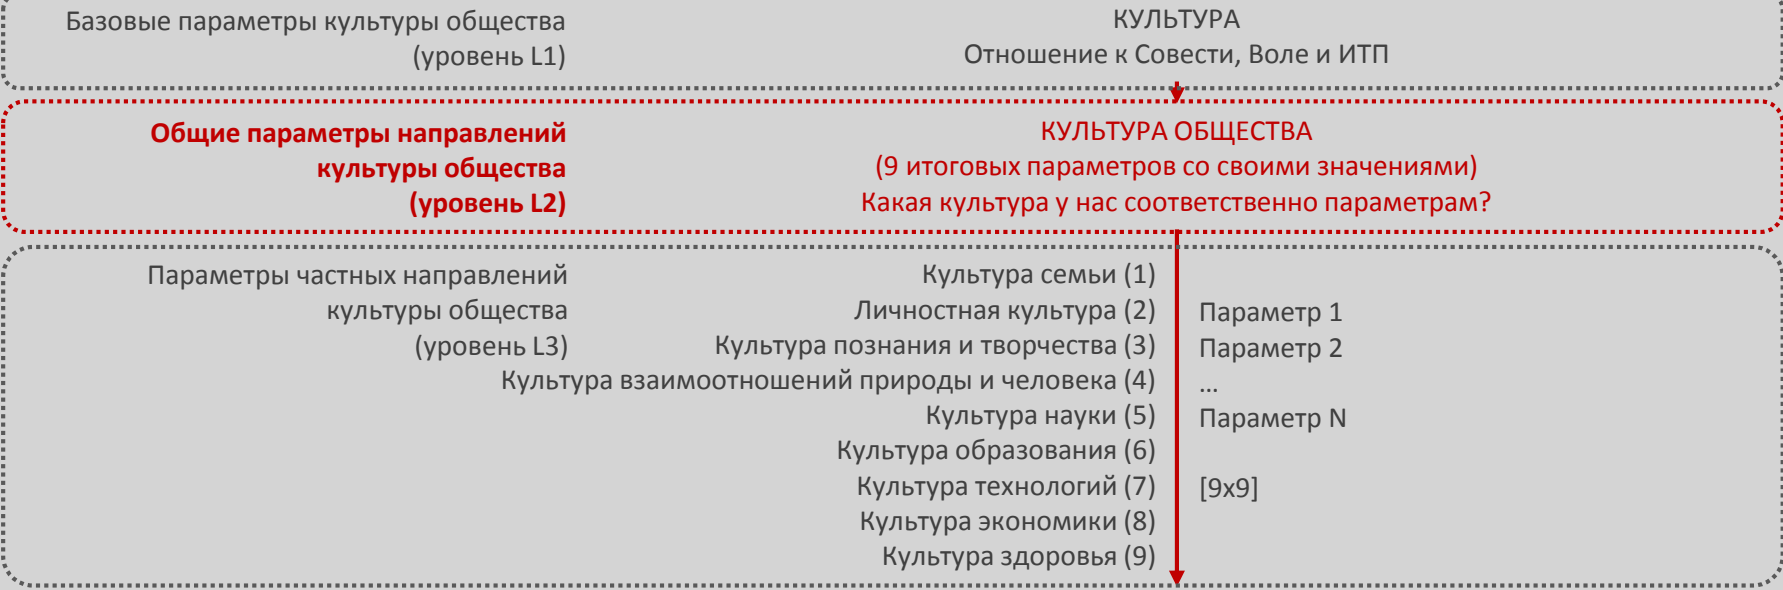 Базовые параметры культуры общества
(уровень L1)
КУЛЬТУРА
Отношение к Совести, Воле и ИТП
Общие параметры направлений
культуры общества
(уровень L2)
КУЛЬТУРА ОБЩЕСТВА
(9 итоговых параметров со своими значениями)
Какая культура у нас соответственно параметрам?
Параметры частных направлений
культуры общества
(уровень L3)
Культура семьи (1)
Личностная культура (2)
Культура познания и творчества (3)
Культура взаимоотношений природы и человека (4)
Культура науки (5)
Культура образования (6)
Культура технологий (7)
Культура экономики (8)
Культура здоровья (9)
Параметр 1
Параметр 2
...
Параметр N
[9x9]